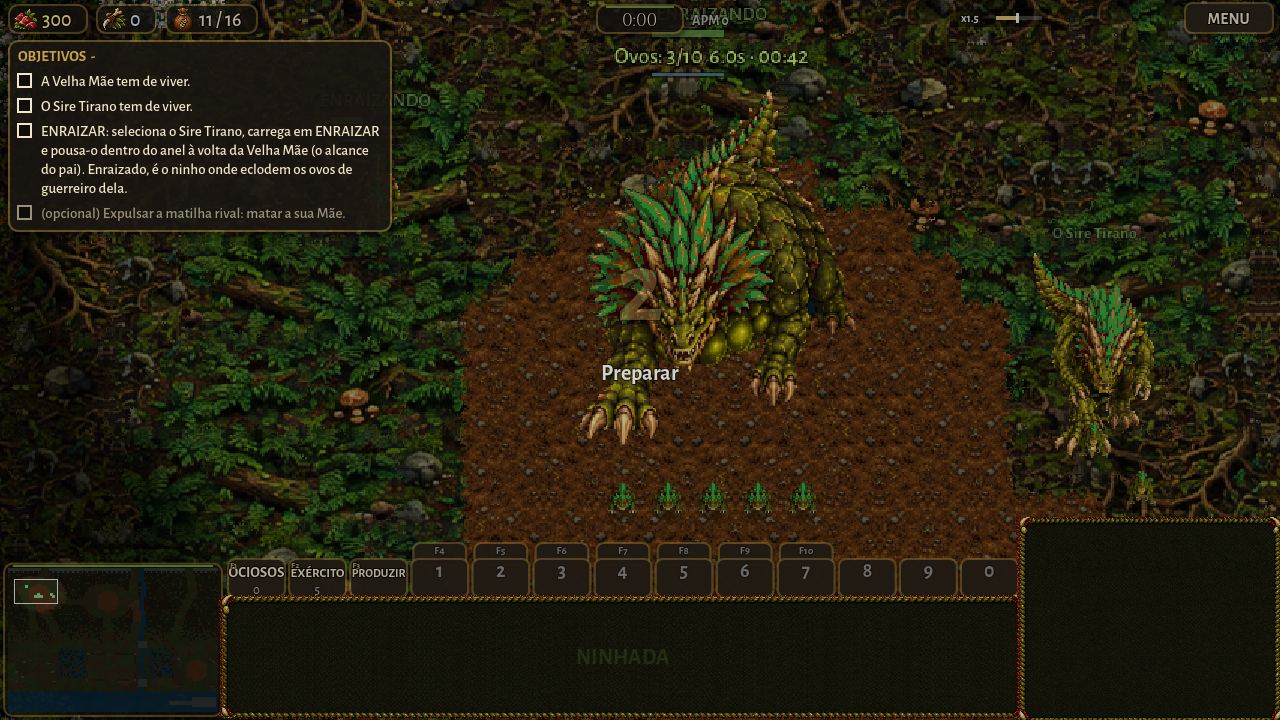 300
0
11 / 16
0:00
ENRAIZANDO
APM 0
x1.5
MENU
Ovos: 3/10 6.0s · 00:42
OBJETIVOS -
A Velha Mãe tem de viver.
O Sire Tirano tem de viver.
ENRAIZAR: seleciona o Sire Tirano, carrega em ENRAIZAR
e pousa-o dentro do anel à volta da Velha Mãe (o alcance
do pai). Enraizado, é o ninho onde eclodem os ovos de
guerreiro dela.
(opcional) Expulsar a matilha rival: matar a sua Mãe.
ENRAIZANDO
O Sire Tirano
2
Preparar
F4 F5 F6 F7 F8 F9 F10
OCIOSOS EXÉRCITO PRODUZIR 1 2 3 4 5 6 7 8 9 0
0 5
NINHADA